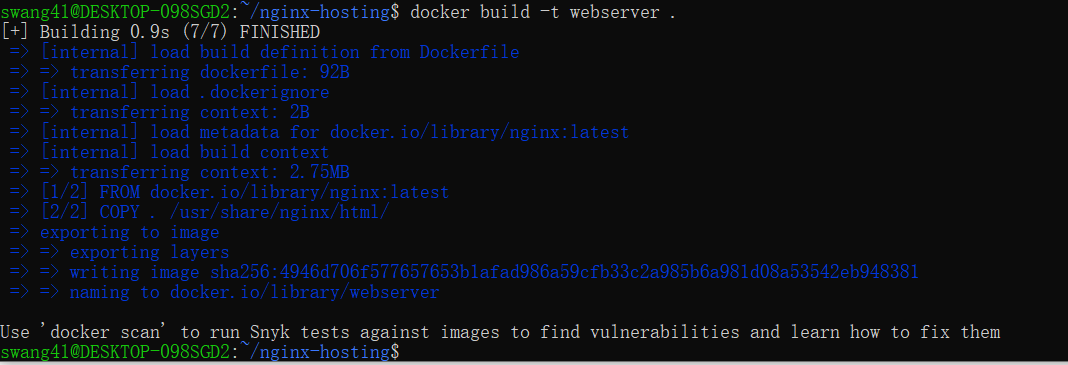 swang41@DESKTOP-098SGD2:~/nginx-hosting$ docker build -t webserver .
[+] Building 0.9s (7/7) FINISHED
=> [internal] load build definition from Dockerfile
=> => transferring dockerfile: 92B
=> [internal] load .dockerignore
=> => transferring context: 2B
=> [internal] load metadata for docker.io/library/nginx:latest
=> [internal] load build context
=> => transferring context: 2.75MB
=> [1/2] FROM docker.io/library/nginx:latest
=> [2/2] COPY . /usr/share/nginx/html/
=> exporting to image
=> => exporting layers
=> => writing image sha256:4946d706f577657653b1afad986a59cfb33c2a985b6a981d08a53542eb948381
=> => naming to docker.io/library/webserver
Use 'docker scan' to run Snyk tests against images to find vulnerabilities and learn how to fix them
swang41@DESKTOP-098SGD2:~/nginx-hosting$